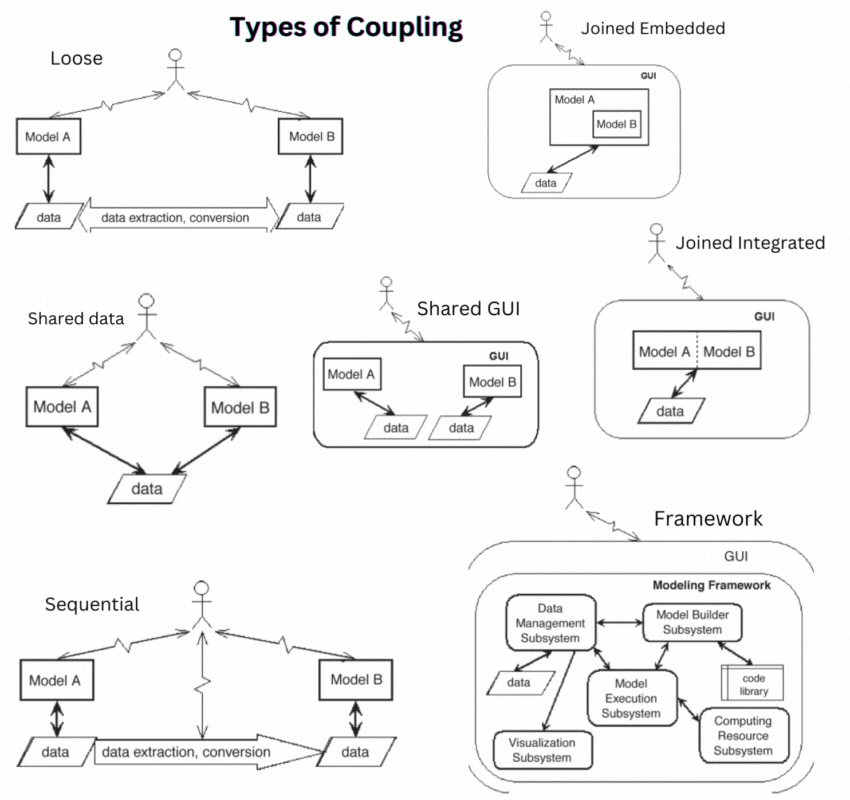 Types of Coupling
Loose
Model A
Model B
data
data extraction, conversion
data
Joined Embedded
GUI
Model A
Model B
data
Shared data
Model A
Model B
data
Shared GUI
GUI
Model A
Model B
data
data
Joined Integrated
GUI
Model A
Model B
data
Sequential
Model A
Model B
data
data extraction, conversion
data
Framework
GUI
Modeling Framework
Data
Management
Subsystem
Model Builder
Subsystem
data
Model
Execution
Subsystem
code
library
Visualization
Subsystem
Computing
Resource
Subsystem